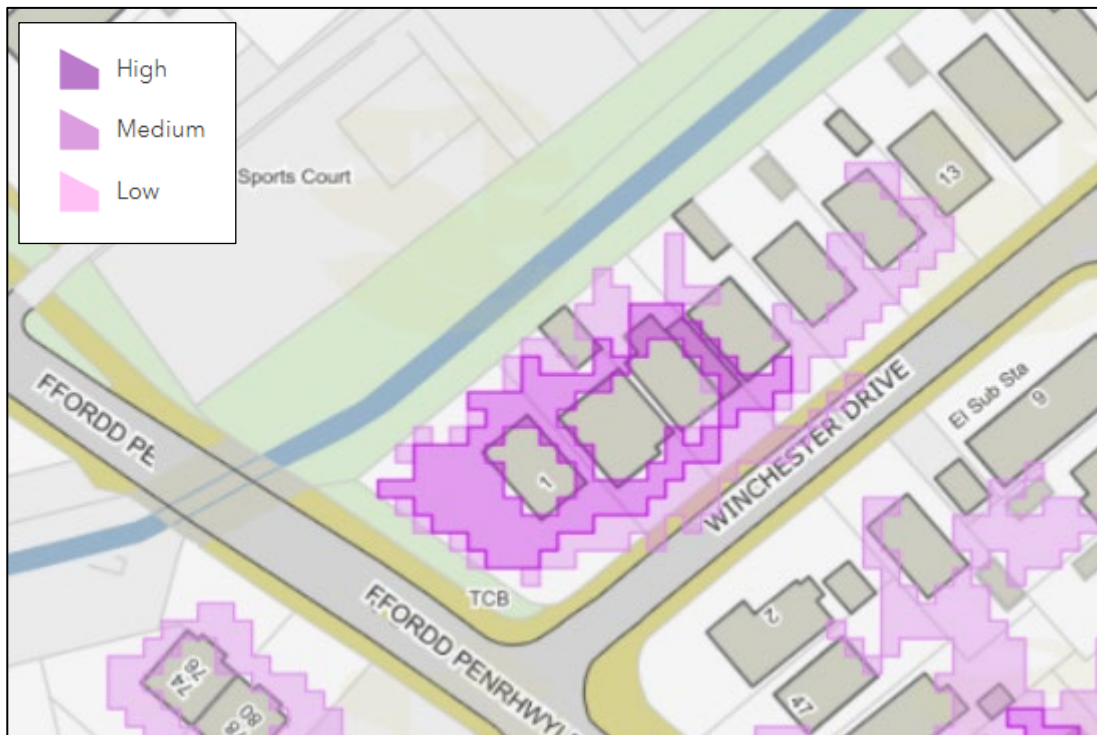 High
Medium
Low
Sports Court
13
FFORDD PE
El Sub Sta
9
WINCHESTER DRIVE
1
TCB
2
FFORDD PENRHWYL
74
76
80
47